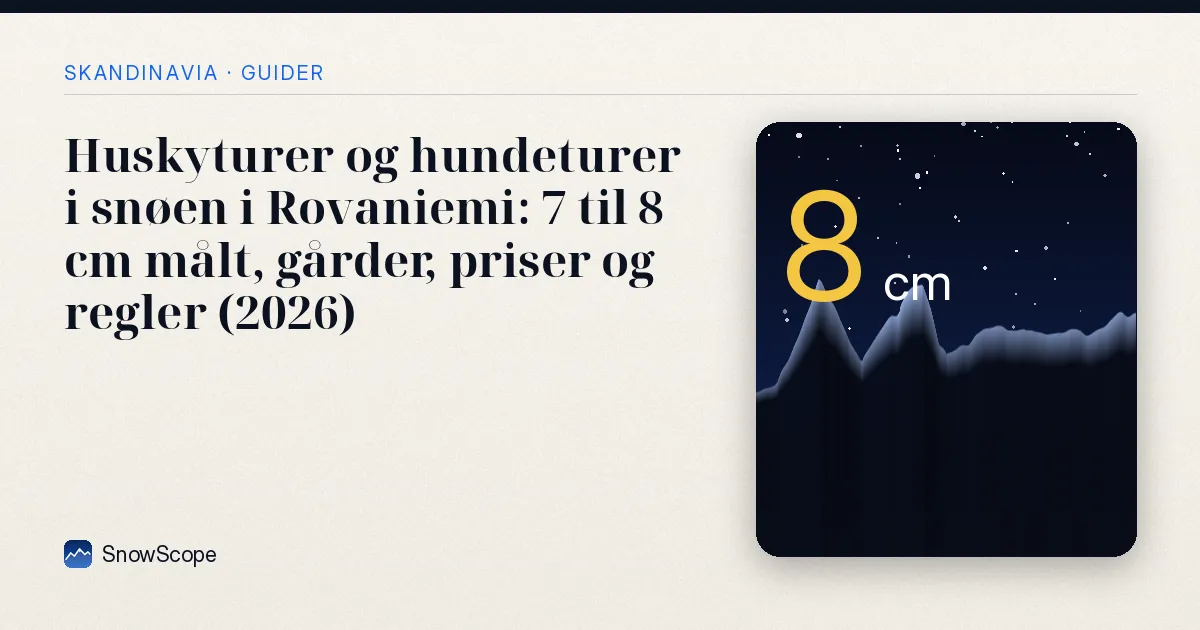 SKANDINAVIA · GUIDER
Huskyturer og hundeturer
i snøen i Rovaniemi: 7 til 8
cm målt, gårder, priser og
regler (2026)
8 cm
SnowScope